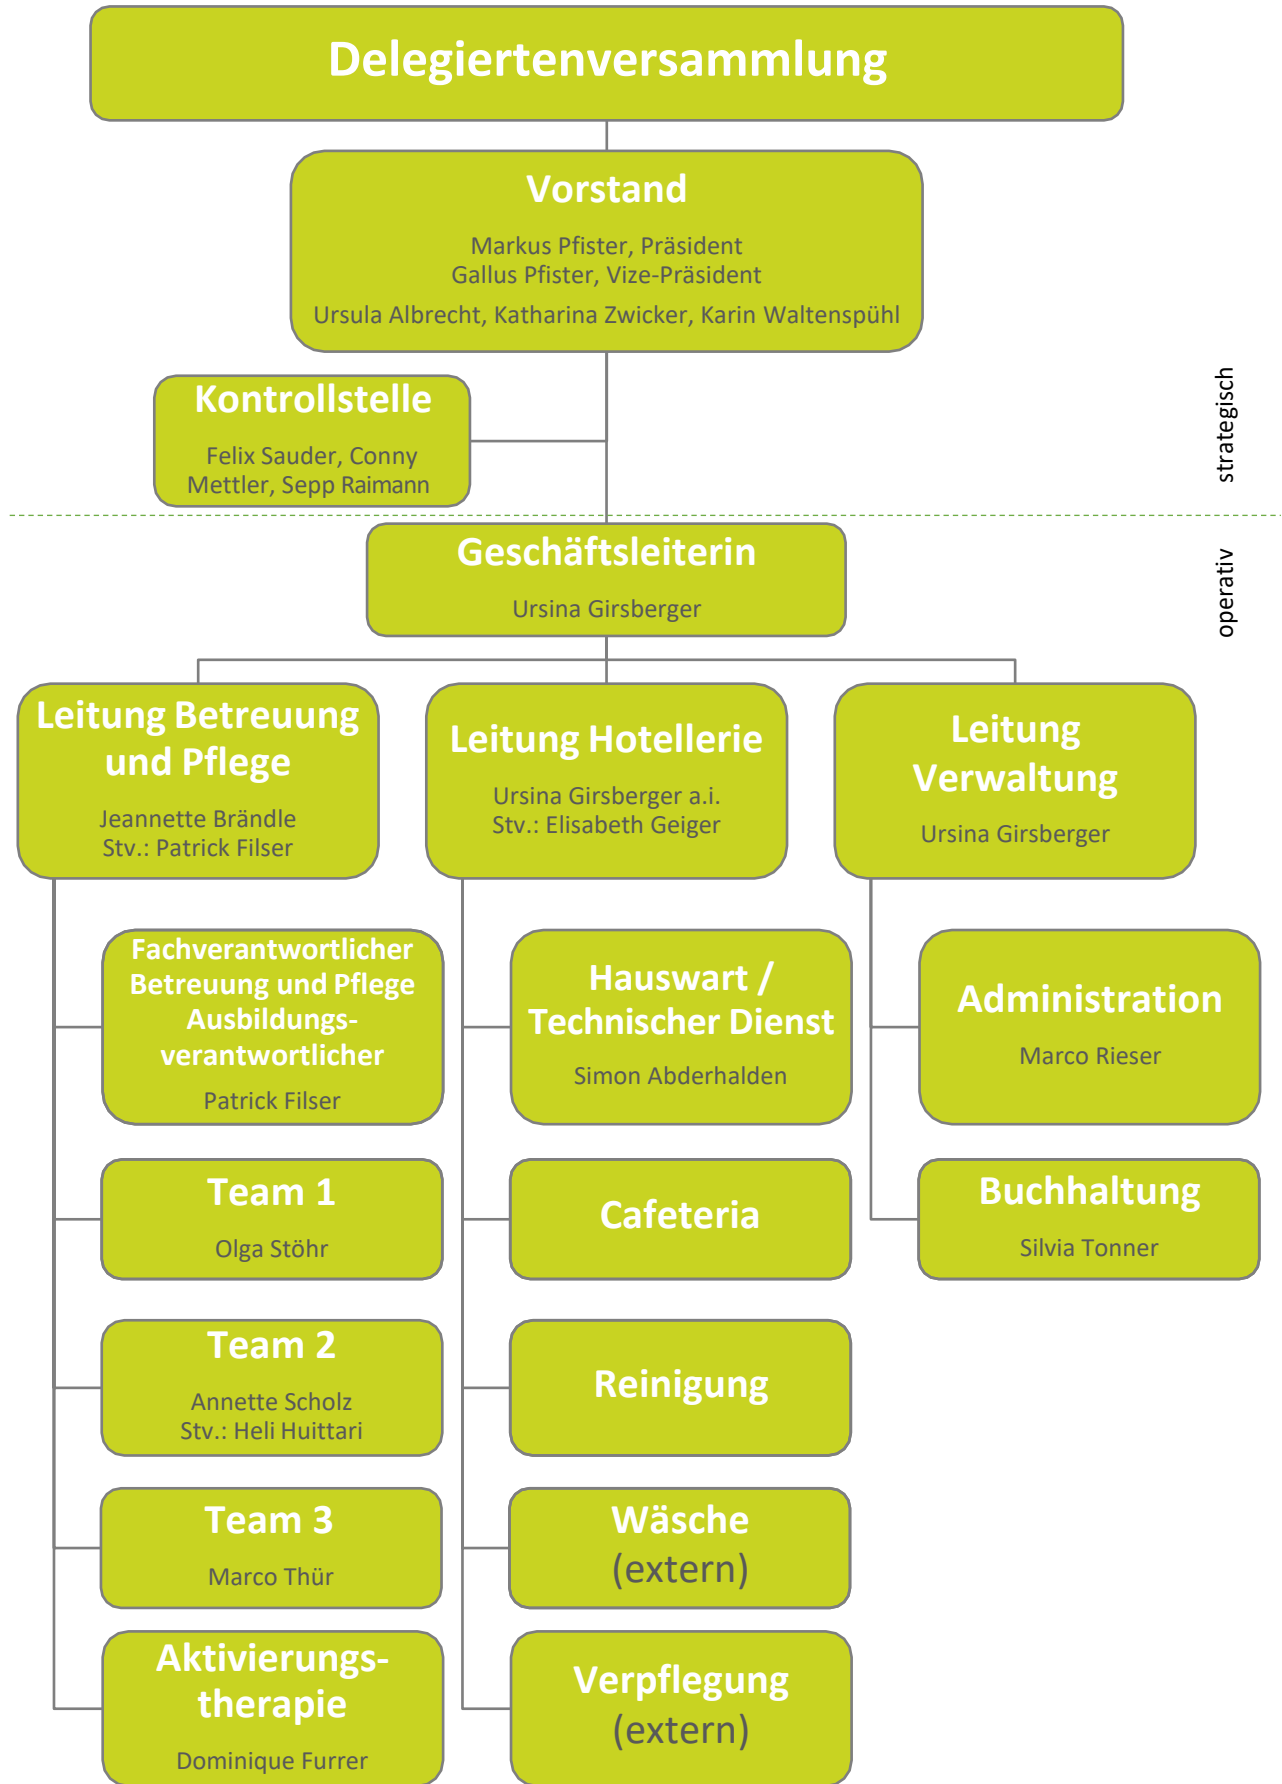 Delegiertenversammlung
Vorstand
Markus Pfister, Präsident
Gallus Pfister, Vize-Präsident
Ursula Albrecht, Katharina Zwicker, Karin Waltenspühl
strategisch
Kontrollstelle
Felix Sauder, Conny
Mettler, Sepp Raimann
operativ
Geschäftsleiterin
Ursina Girsberger
Leitung Betreuung
und Pflege
Jeannette Brändle
Stv.: Patrick Filser
Leitung Hotellerie
Ursina Girsberger a.i.
Stv.: Elisabeth Geiger
Leitung
Verwaltung
Ursina Girsberger
Fachverantwortlicher
Betreuung und Pflege
Ausbildungs-
verantwortlicher
Patrick Filser
Hauswart /
Technischer Dienst
Simon Abderhalden
Administration
Marco Rieser
Team 1
Olga Stöhr
Cafeteria
Buchhaltung
Silvia Tonner
Team 2
Annette Scholz
Stv.: Heli Huittari
Reinigung
Team 3
Marco Thür
Wäsche
(extern)
Aktivierungs-
therapie
Dominique Furrer
Verpflegung
(extern)